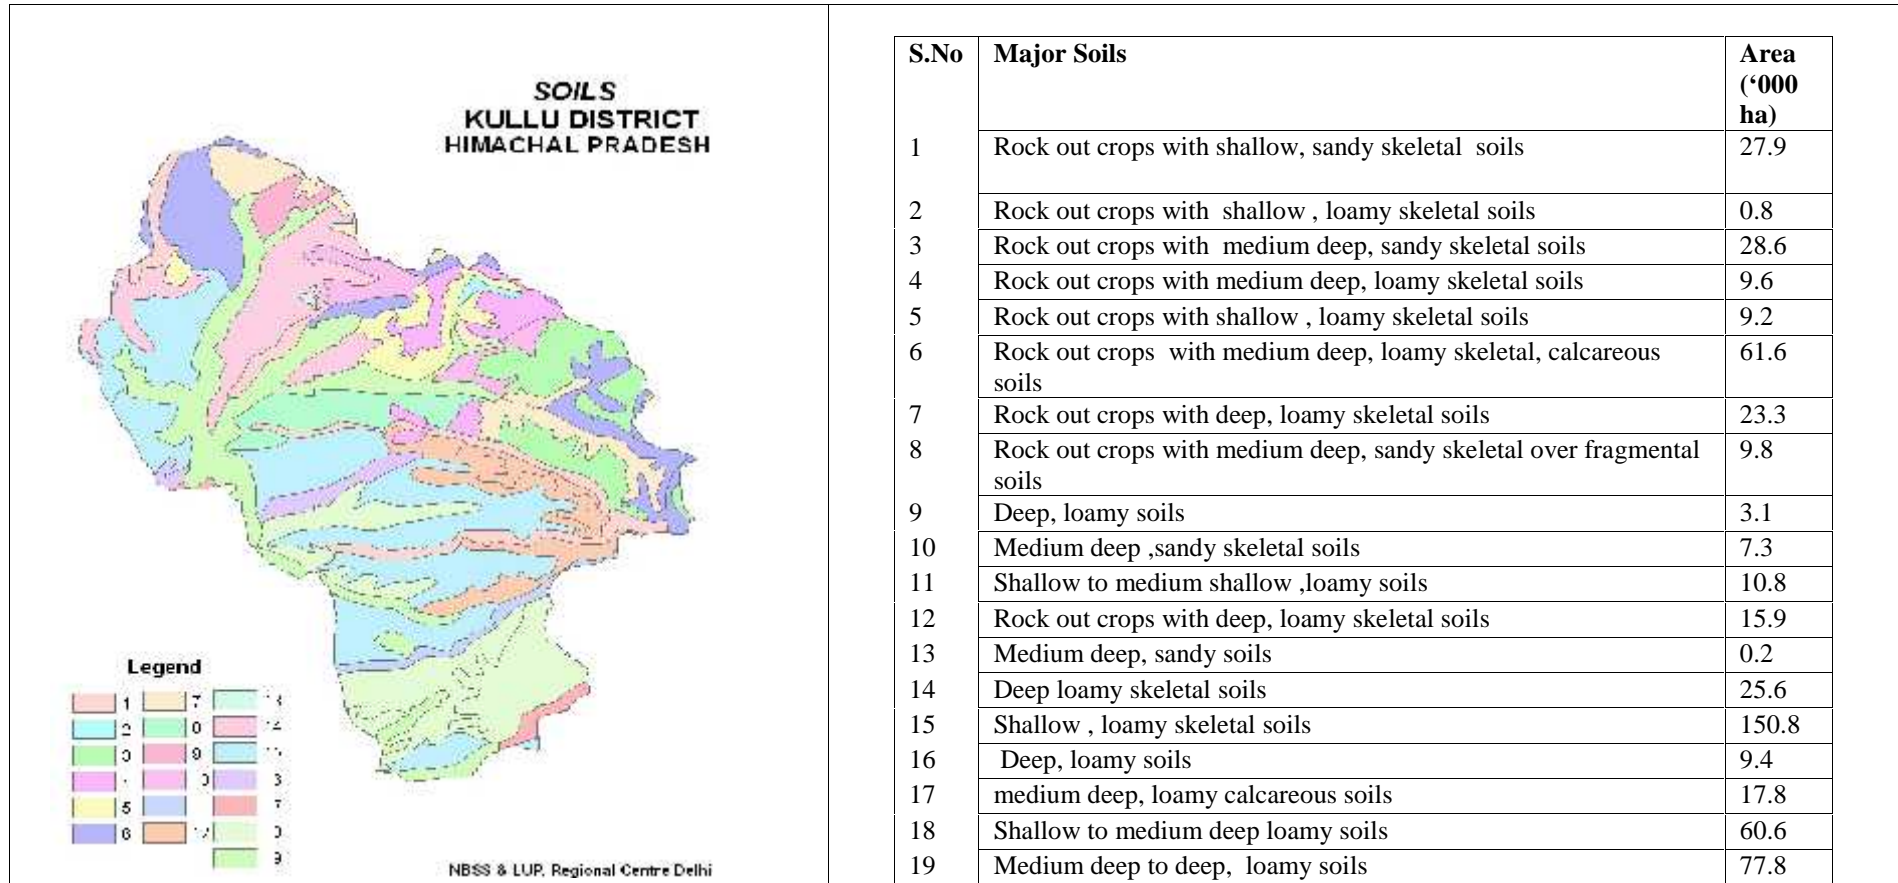 SOILS
KULLU DISTRICT
HIMACHAL PRADESH
Legend
1
2
5
6
7
9
NBSS & LUP, Regional Centre Delhi
S.No Major Soils Area
(‘000
ha)
1 Rock out crops with shallow, sandy skeletal soils 27.9
2 Rock out crops with shallow , loamy skeletal soils 0.8
3 Rock out crops with medium deep, sandy skeletal soils 28.6
4 Rock out crops with medium deep, loamy skeletal soils 9.6
5 Rock out crops with shallow , loamy skeletal soils 9.2
6 Rock out crops with medium deep, loamy skeletal, calcareous 61.6
soils
7 Rock out crops with deep, loamy skeletal soils 23.3
8 Rock out crops with medium deep, sandy skeletal over fragmental 9.8
soils
9 Deep, loamy soils 3.1
10 Medium deep ,sandy skeletal soils 7.3
11 Shallow to medium shallow ,loamy soils 10.8
12 Rock out crops with deep, loamy skeletal soils 15.9
13 Medium deep, sandy soils 0.2
14 Deep loamy skeletal soils 25.6
15 Shallow , loamy skeletal soils 150.8
16 Deep, loamy soils 9.4
17 medium deep, loamy calcareous soils 17.8
18 Shallow to medium deep loamy soils 60.6
19 Medium deep to deep, loamy soils 77.8